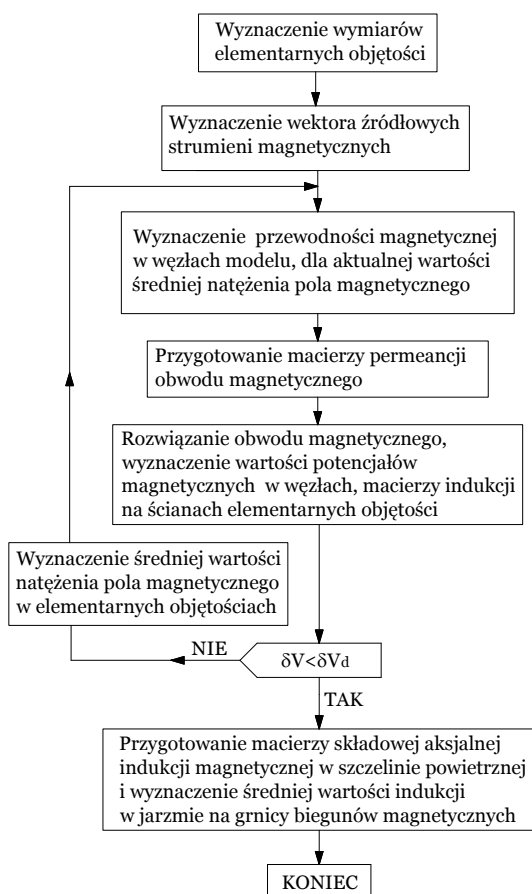 Wyznaczenie wymiarów
elementarnych objętości
Wyznaczenie wektora źródłowych
strumieni magnetycznych
Wyznaczenie przewodności magnetycznej
w węzłach modelu, dla aktualnej wartości
średniej natężenia pola magnetycznego
Przygotowanie macierzy permeancji
obwodu magnetycznego
Rozwiązanie obwodu magnetycznego,
wyznaczenie wartości potencjałów
magnetycznych w węzłach, macierzy indukcji
na ścianach elementarnych objętości
Wyznaczenie średniej wartości
natężenia pola magnetycznego
w elementarnych objętościach
NIE
δV<δVd
TAK
Przygotowanie macierzy składowej aksjalnej
indukcji magnetycznej w szczelinie powietrznej
i wyznaczenie średniej wartości indukcji
w jarzmie na grnicy biegunów magnetycznych
KONIEC